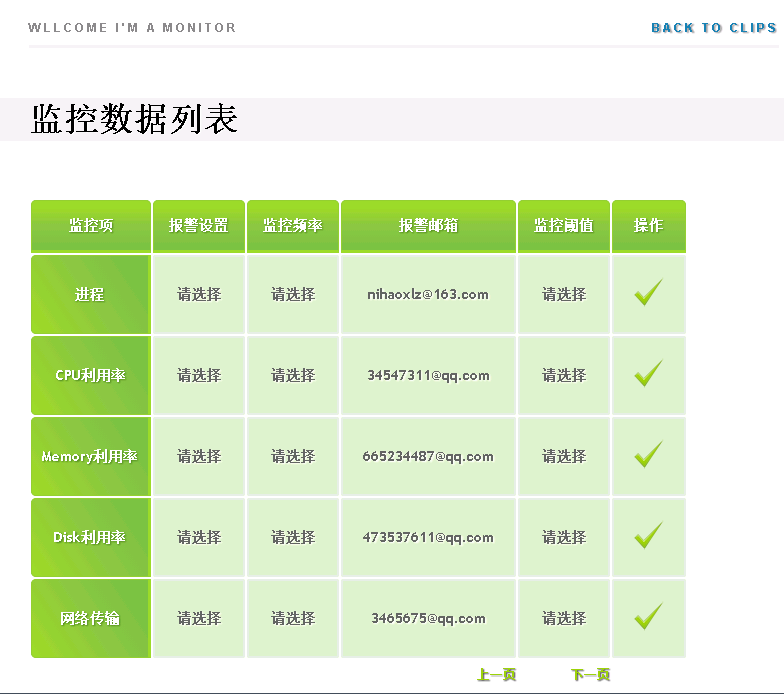 WLLCOME I'M A MONITOR
BACK TO CLIPS
监控数据列表
监控项 报警设置 监控频率 报警邮箱 监控阈值 操作
进程 请选择 请选择 nihaoxlz@163.com 请选择
CPU利用率 请选择 请选择 34547311@qq.com 请选择
Memory利用率 请选择 请选择 665234487@qq.com 请选择
Disk利用率 请选择 请选择 473537611@qq.com 请选择
网络传输 请选择 请选择 3465675@qq.com 请选择
上一页 下一页